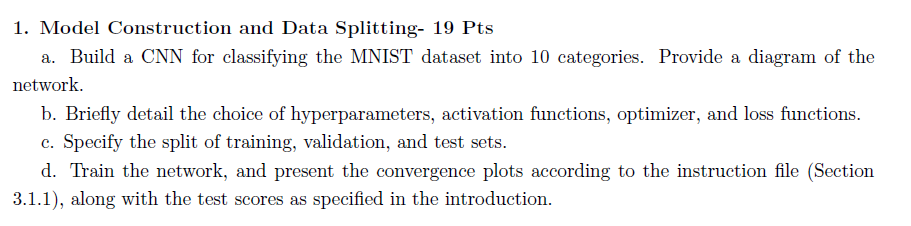 1. Model Construction and Data Splitting- 19 Pts
a. Build a CNN for classifying the MNIST dataset into 10 categories. Provide a diagram of the
network.
b. Briefly detail the choice of hyperparameters, activation functions, optimizer, and loss functions.
c. Specify the split of training, validation, and test sets.
d. Train the network, and present the convergence plots according to the instruction file (Section
3.1.1), along with the test scores as specified in the introduction.